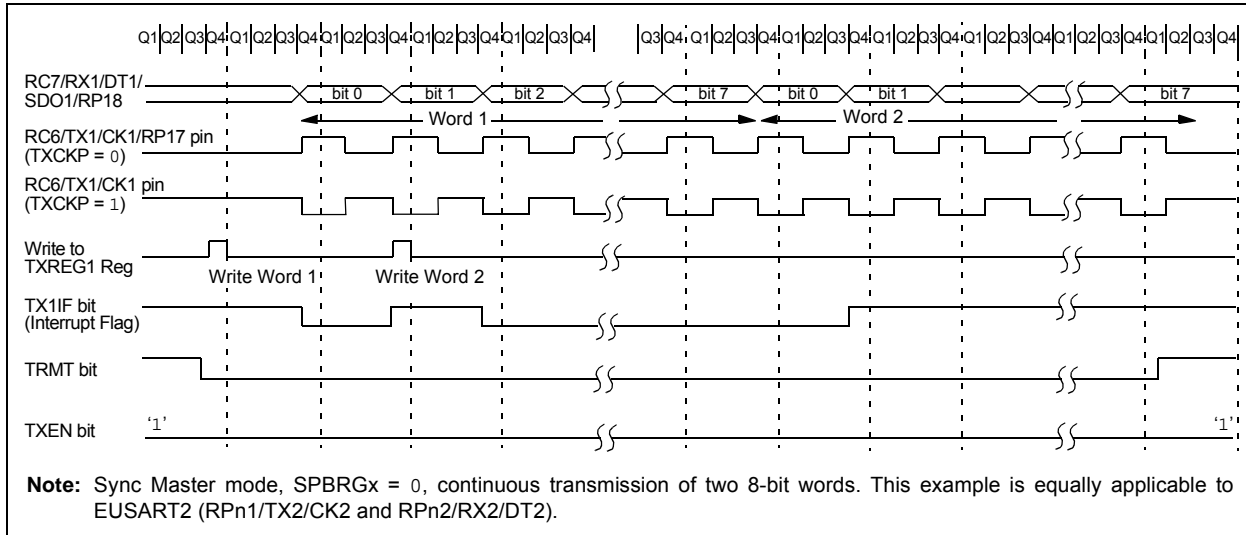 Q1 Q2 Q3 Q4 Q1 Q2 Q3 Q4 Q1 Q2 Q3 Q4 Q1 Q2 Q3 Q4 Q1 Q2 Q3 Q4 Q3 Q4 Q1 Q2 Q3 Q4 Q1 Q2 Q3 Q4 Q1 Q2 Q3 Q4 Q1 Q2 Q3 Q4 Q1 Q2 Q3 Q4 Q1 Q2 Q3 Q4
RC7/RX1/DT1/
SDO1/RP18
bit 0 bit 1 bit 2 bit 7 bit 0 bit 1 bit 7
Word 1 Word 2
RC6/TX1/CK1/RP17 pin
(TXCKP = 0)
RC6/TX1/CK1 pin
(TXCKP = 1)
Write to
TXREG1 Reg
Write Word 1 Write Word 2
TX1IF bit
(Interrupt Flag)
TRMT bit
TXEN bit
‘1’ ‘1’
Note: Sync Master mode, SPBRGx = 0, continuous transmission of two 8-bit words. This example is equally applicable to
EUSART2 (RPn1/TX2/CK2 and RPn2/RX2/DT2).